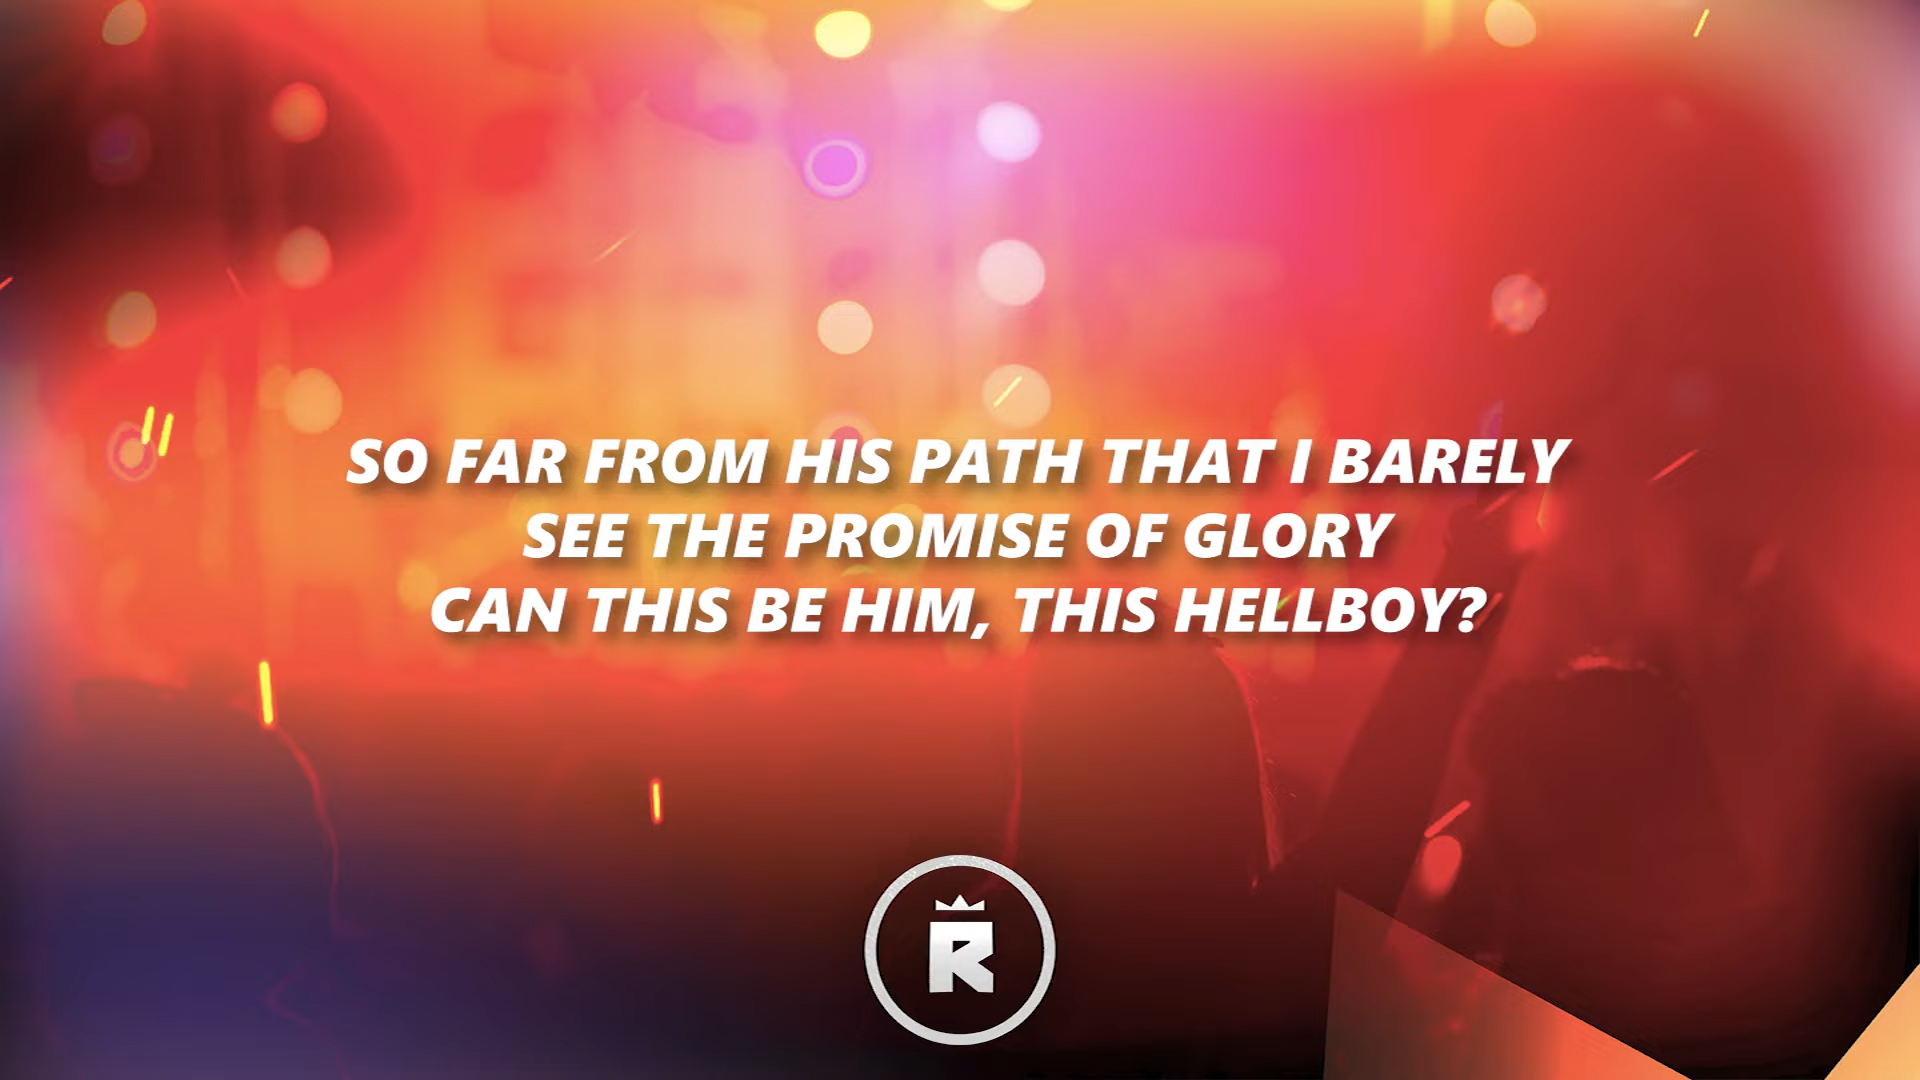 SO FAR FROM HIS PATH THAT I BARELY
SEE THE PROMISE OF GLORY
CAN THIS BE HIM, THIS HELLBOY?
R